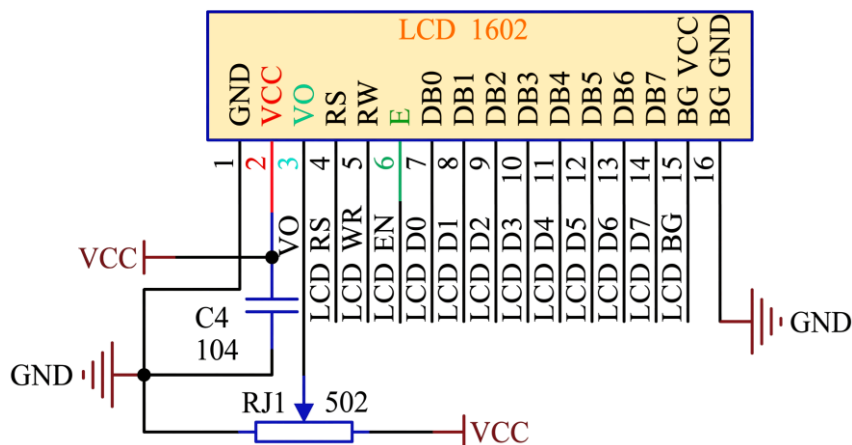 LCD 1602
GND
VCC
VO
RS
RW
E
DB0
DB1
DB2
DB3
DB4
DB5
DB6
DB7
BG VCC
BG GND
1
2
3
4
5
6
7
8
9
10
11
12
13
14
15
16
VO
LCD RS
LCD WR
LCD EN
LCD D0
LCD D1
LCD D2
LCD D3
LCD D4
LCD D5
LCD D6
LCD D7
LCD BG
VCC
C4
104
GND
GND
RJ1
502
VCC